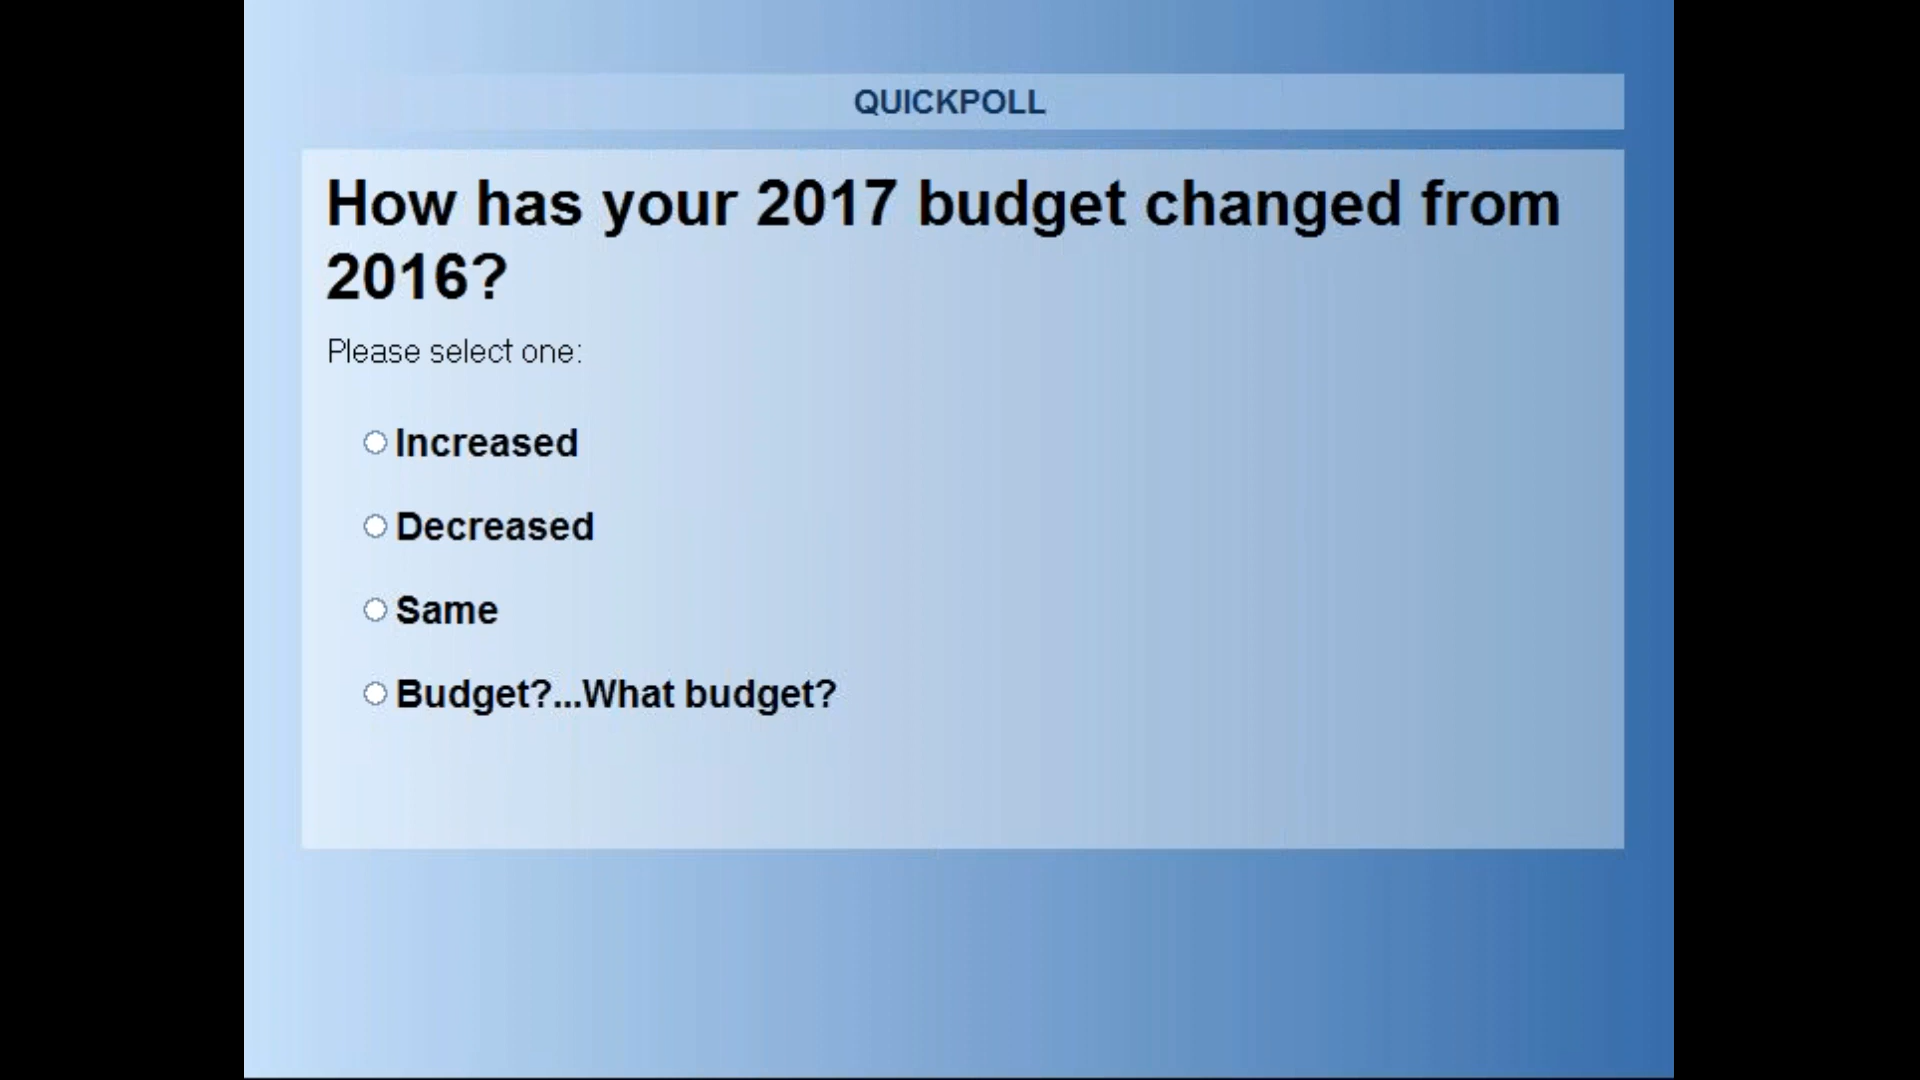 QUICKPOLL
How has your 2017 budget changed from
2016?
Please select one:
Increased
Decreased
Same
Budget?...What budget?